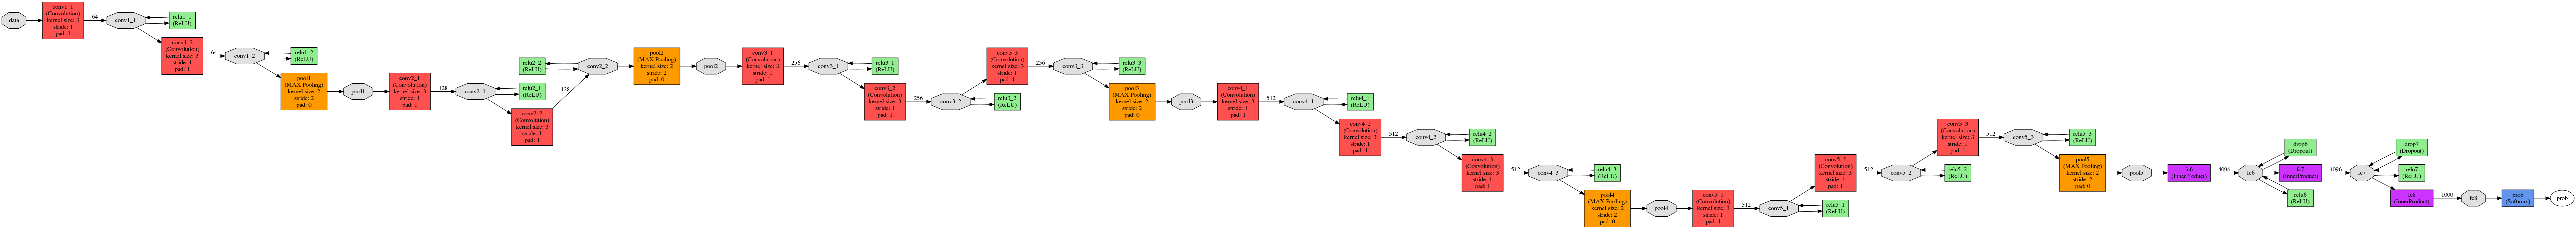 data
conv1_1
(Convolution)
kernel size: 3
stride: 1
pad: 1
64
conv1_1
relu1_1
(ReLU)
conv1_2
(Convolution)
kernel size: 3
stride: 1
pad: 1
64
conv1_2
relu1_2
(ReLU)
pool1
(MAX Pooling)
kernel size: 2
stride: 2
pad: 0
pool1
conv2_1
(Convolution)
kernel size: 3
stride: 1
pad: 1
128
conv2_1
relu2_1
(ReLU)
conv2_2
(Convolution)
kernel size: 3
stride: 1
pad: 1
128
relu2_2
(ReLU)
conv2_2
pool2
(MAX Pooling)
kernel size: 2
stride: 2
pad: 0
pool2
conv3_1
(Convolution)
kernel size: 3
stride: 1
pad: 1
256
conv3_1
relu3_1
(ReLU)
conv3_2
(Convolution)
kernel size: 3
stride: 1
pad: 1
256
conv3_2
relu3_2
(ReLU)
conv3_3
(Convolution)
kernel size: 3
stride: 1
pad: 1
256
conv3_3
relu3_3
(ReLU)
pool3
(MAX Pooling)
kernel size: 2
stride: 2
pad: 0
pool3
conv4_1
(Convolution)
kernel size: 3
stride: 1
pad: 1
512
conv4_1
relu4_1
(ReLU)
conv4_2
(Convolution)
kernel size: 3
stride: 1
pad: 1
512
conv4_2
relu4_2
(ReLU)
conv4_3
(Convolution)
kernel size: 3
stride: 1
pad: 1
512
conv4_3
relu4_3
(ReLU)
pool4
(MAX Pooling)
kernel size: 2
stride: 2
pad: 0
pool4
conv5_1
(Convolution)
kernel size: 3
stride: 1
pad: 1
512
conv5_1
relu5_1
(ReLU)
conv5_2
(Convolution)
kernel size: 3
stride: 1
pad: 1
512
conv5_2
relu5_2
(ReLU)
conv5_3
(Convolution)
kernel size: 3
stride: 1
pad: 1
512
conv5_3
relu5_3
(ReLU)
pool5
(MAX Pooling)
kernel size: 2
stride: 2
pad: 0
pool5
fc6
(InnerProduct)
4096
fc6
drop6
(Dropout)
relu6
(ReLU)
fc7
(InnerProduct)
4096
fc7
drop7
(Dropout)
relu7
(ReLU)
fc8
(InnerProduct)
1000
fc8
prob
(Softmax)
prob